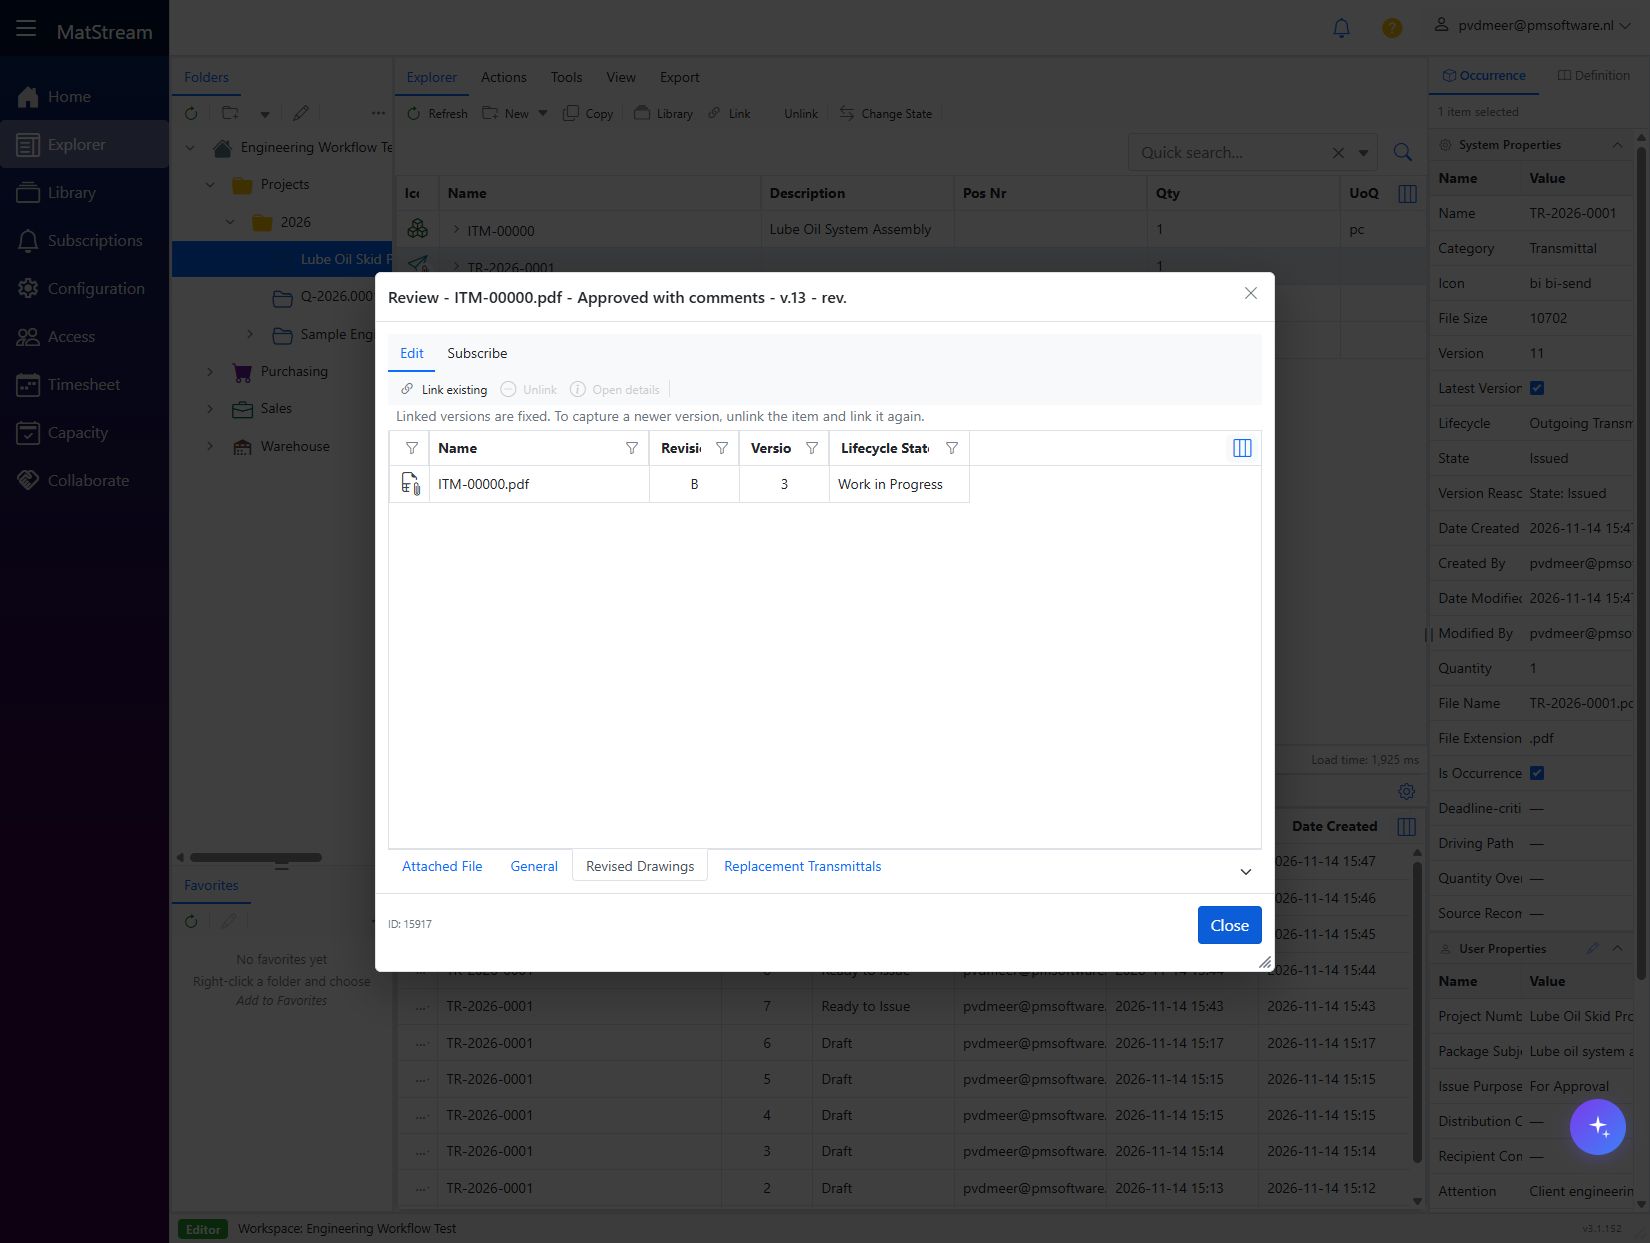 MatStream
pvdmeer@pmsoftware.nl
Home
Explorer
Library
Subscriptions
Configuration
Access
Timesheet
Capacity
Collaborate
Folders
Engineering Workflow Te
Projects
2026
Lube Oil Skid P
Q-2026.000
Sample Eng
Purchasing
Sales
Warehouse
Favorites
No favorites yet
Right-click a folder and choose
Add to Favorites
Explorer Actions Tools View Export
Refresh New Copy Library Link Unlink Change State
Quick search...
Ico Name Description Pos Nr Qty UoQ
ITM-00000 Lube Oil System Assembly 1 pc
TR-2026-0001 1
Review - ITM-00000.pdf - Approved with comments - v.13 - rev.
Edit Subscribe
Link existing Unlink Open details
Linked versions are fixed. To capture a newer version, unlink the item and link it again.
Name Revisi Versio Lifecycle State
ITM-00000.pdf B 3 Work in Progress
Attached File General Revised Drawings Replacement Transmittals
ID: 15917
Close
Load time: 1,925 ms
Date Created
2026-11-14 15:47
2026-11-14 15:46
2026-11-14 15:45
2026-11-14 15:44
TR-2026-0001 7 Ready to Issue pvdmeer@pmsoftware. 2026-11-14 15:43 2026-11-14 15:43
TR-2026-0001 6 Draft pvdmeer@pmsoftware. 2026-11-14 15:17 2026-11-14 15:17
TR-2026-0001 5 Draft pvdmeer@pmsoftware. 2026-11-14 15:15 2026-11-14 15:15
TR-2026-0001 4 Draft pvdmeer@pmsoftware. 2026-11-14 15:15 2026-11-14 15:15
TR-2026-0001 3 Draft pvdmeer@pmsoftware. 2026-11-14 15:14 2026-11-14 15:14
TR-2026-0001 2 Draft pvdmeer@pmsoftware. 2026-11-14 15:13 2026-11-14 15:12
Occurrence Definition
1 item selected
System Properties
Name Value
Name TR-2026-0001
Category Transmittal
Icon bi bi-send
File Size 10702
Version 11
Latest Version
Lifecycle Outgoing Transm
State Issued
Version Reaso State: Issued
Date Created 2026-11-14 15:47
Created By pvdmeer@pmso
Date Modified 2026-11-14 15:47
Modified By pvdmeer@pmso
Quantity 1
File Name TR-2026-0001.pd
File Extension .pdf
Is Occurrence
Deadline-criti —
Driving Path —
Quantity Over —
Source Recom —
User Properties
Name Value
Project Numb Lube Oil Skid Pro
Package Subj Lube oil system a
Issue Purpose For Approval
Distribution C —
Recipient Con —
Attention Client engineerin
Editor Workspace: Engineering Workflow Test
v3.1.152